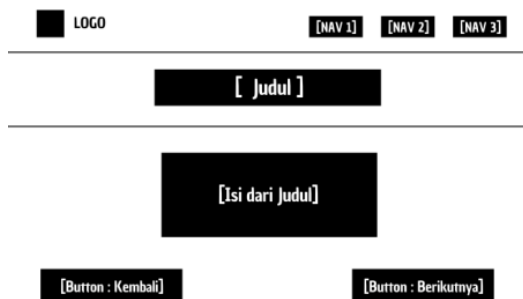 LOGO [NAV 1] [NAV 2] [NAV 3]
[ Judul ]
[Isi dari Judul]
[Button : Kembali] [Button : Berikutnya]